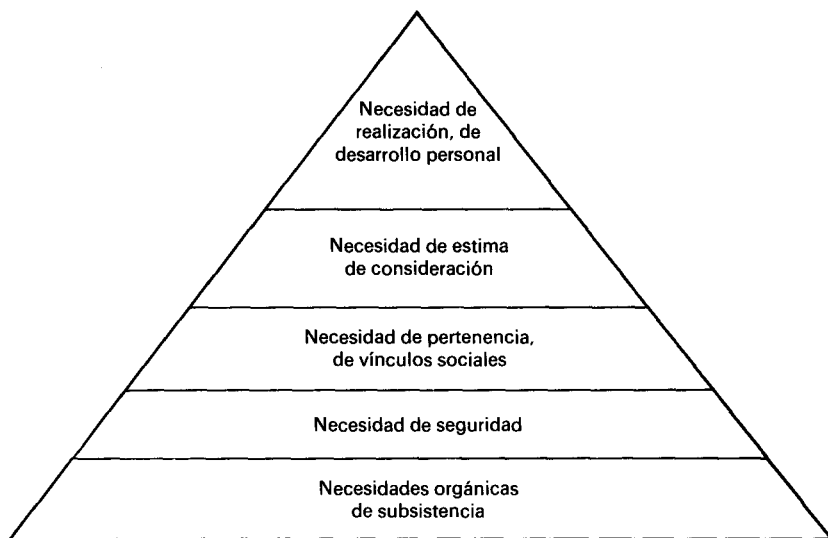 Necesidad de
realización, de
desarrollo personal
Necesidad de estima
de consideración
Necesidad de pertenencia,
de vínculos sociales
Necesidad de seguridad
Necesidades orgánicas
de subsistencia